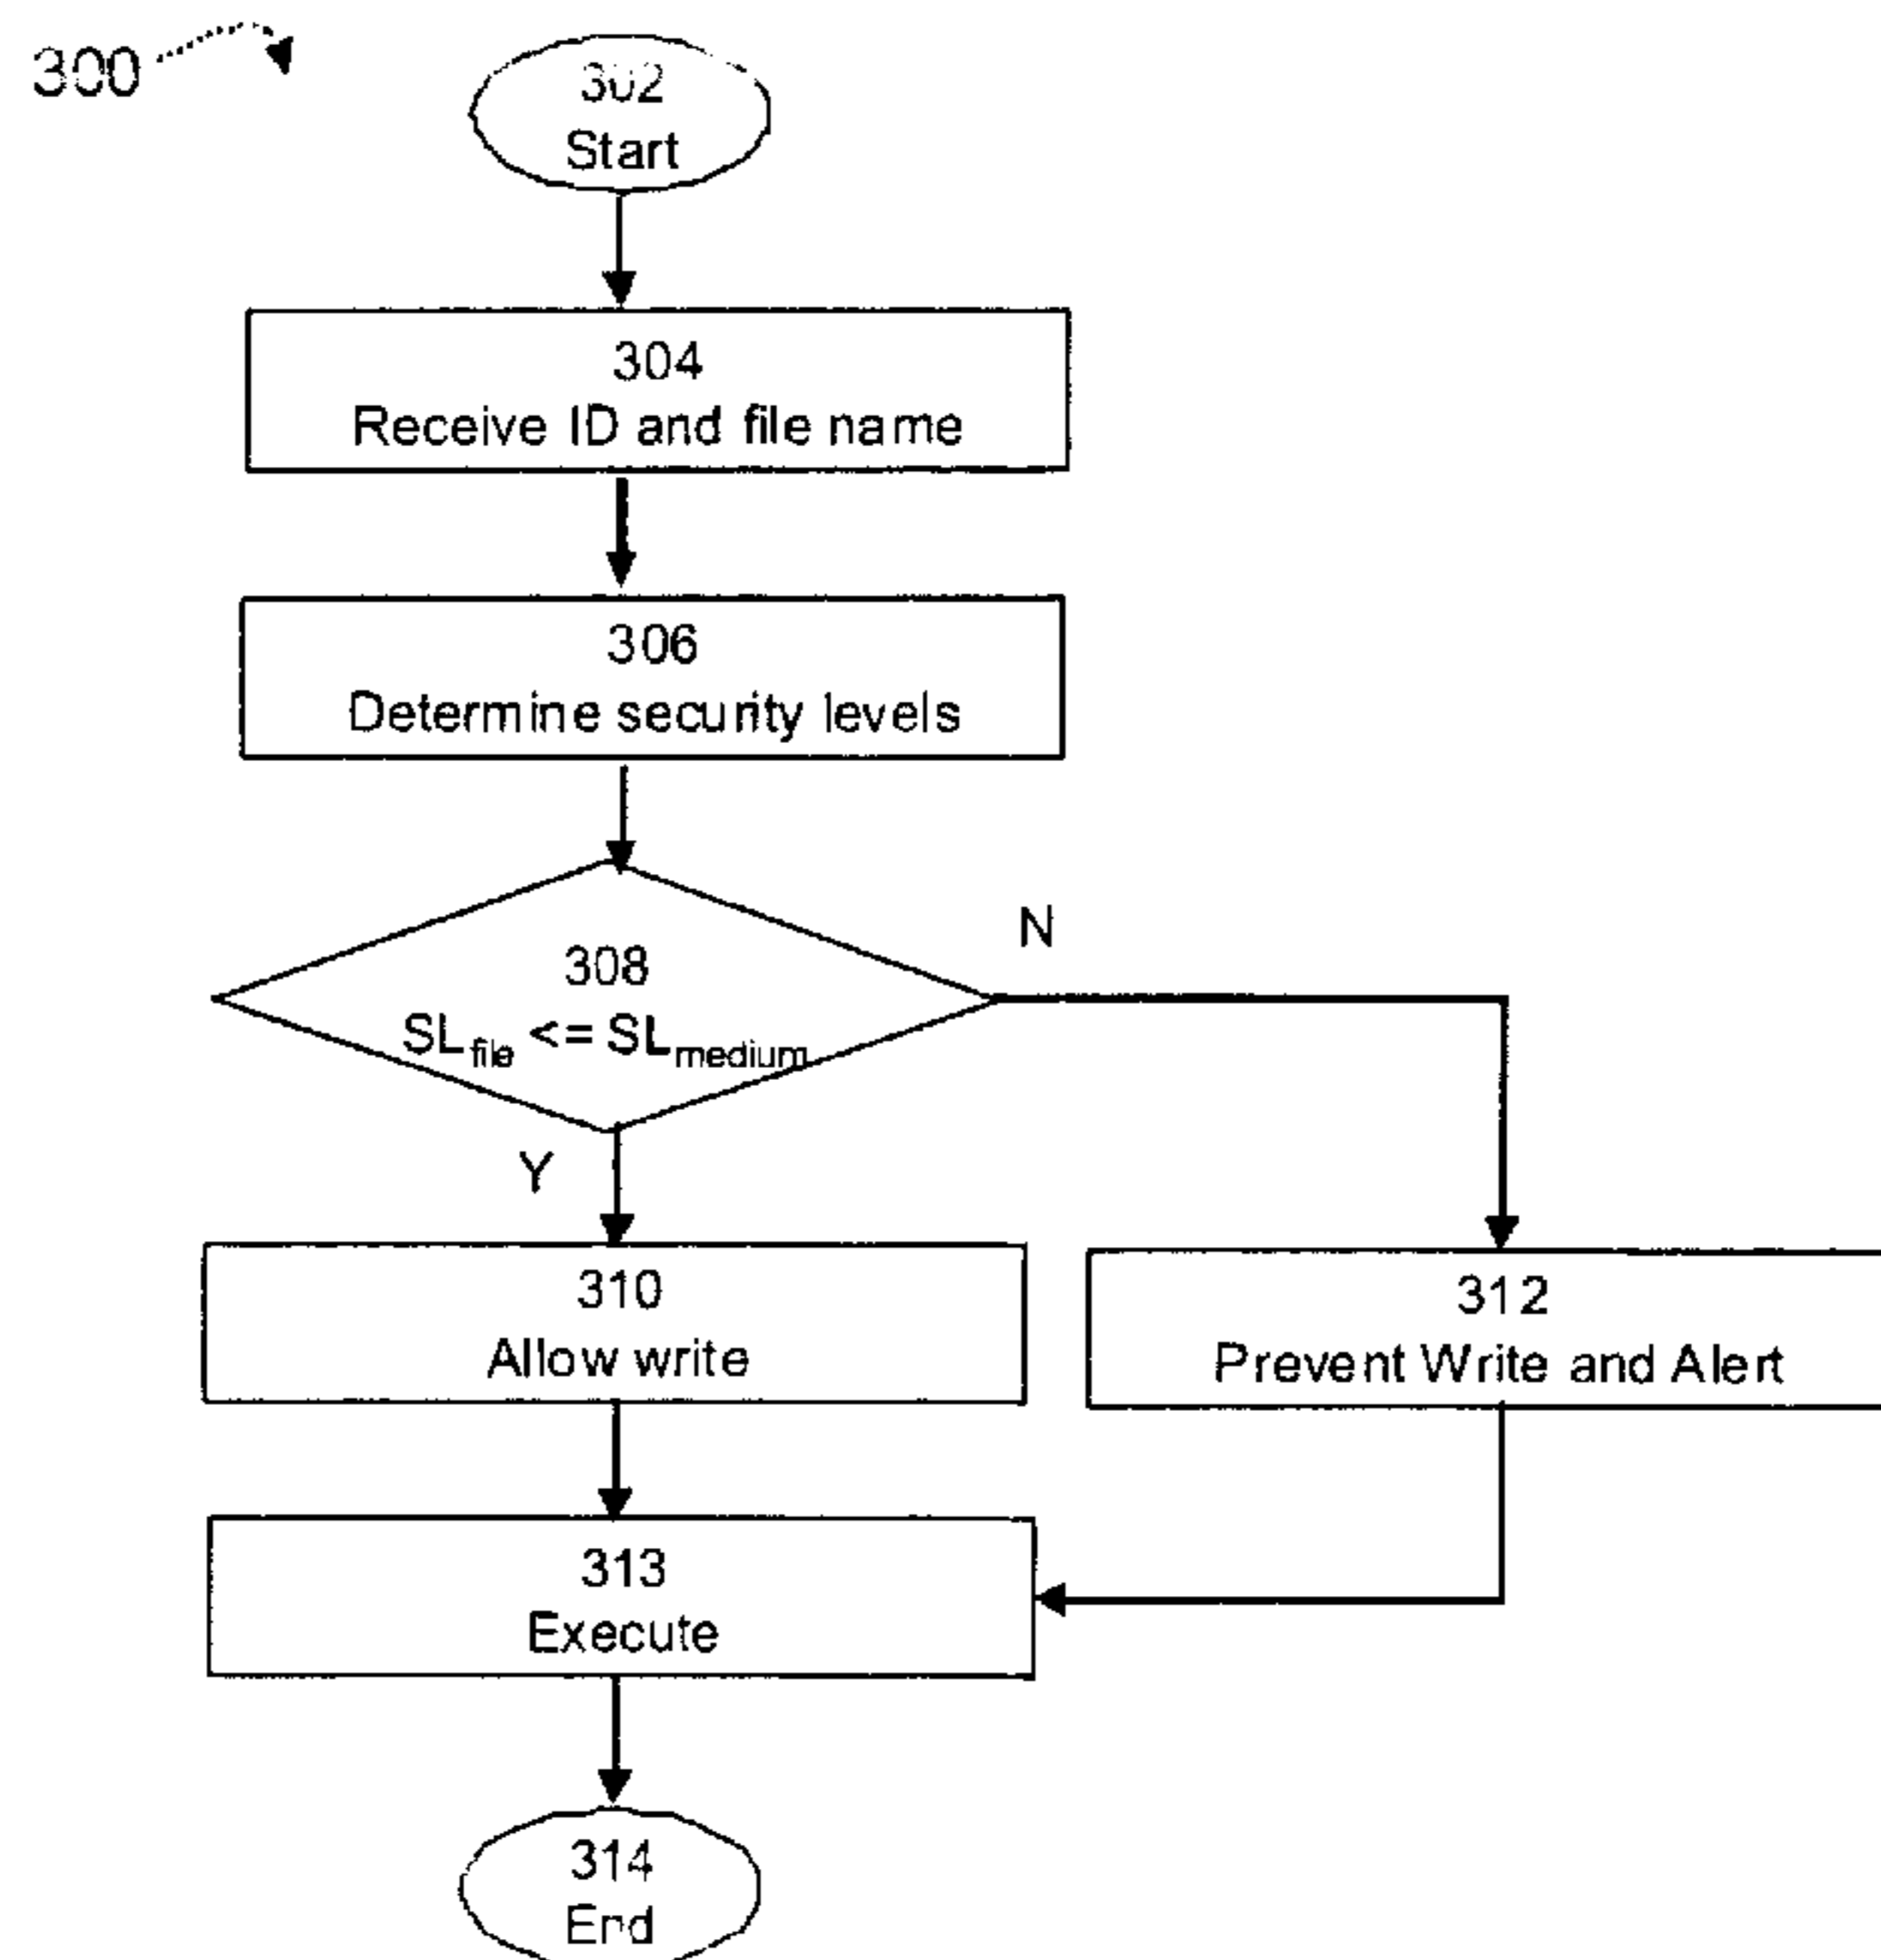 300
302
Start
304
Receive ID and file name
306
Determine security levels
308
SLfile <= SLmedium
N
Y
310
Allow write
312
Prevent Write and Alert
313
Execute
314
End